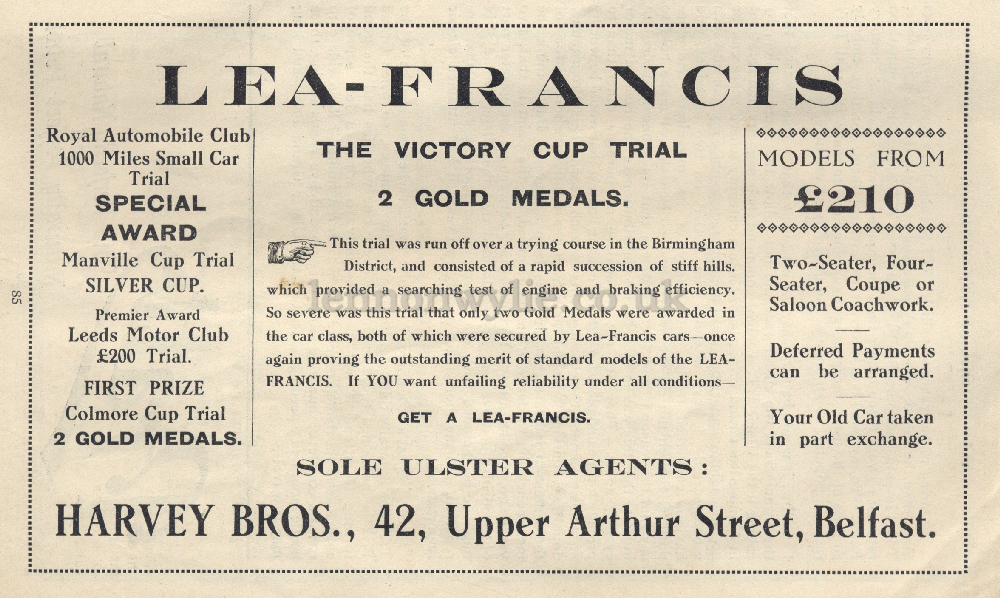 LEA-FRANCIS
Royal Automobile Club
1000 Miles Small Car
Trial
SPECIAL
AWARD
Manville Cup Trial
SILVER CUP.
Premier Award
Leeds Motor Club
£200 Trial.
FIRST PRIZE
Colmore Cup Trial
2 GOLD MEDALS.
THE VICTORY CUP TRIAL
2 GOLD MEDALS.
This trial was run off over a trying course in the Birmingham
District, and consisted of a rapid succession of stiff hills.
which provided a searching test of engine and braking efficiency.
So severe was this trial that only two Gold Medals were awarded in
the car class, both of which were secured by Lea-Francis cars—once
again proving the outstanding merit of standard models of the LEA-
FRANCIS. If YOU want unfailing reliability under all conditions—
GET A LEA-FRANCIS.
MODELS FROM
£210
Two-Seater, Four-
Seater, Coupe or
Saloon Coachwork.
Deferred Payments
can be arranged.
Your Old Car taken
in part exchange.
SOLE ULSTER AGENTS:
HARVEY BROS., 42, Upper Arthur Street, Belfast.
85
lennonwylie.co.uk